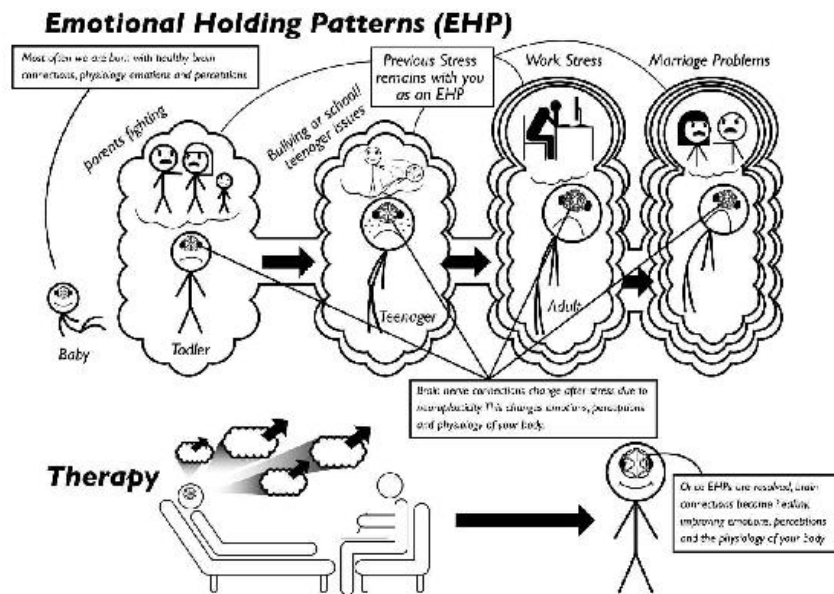 Emotional Holding Patterns (EHP)
Most often we are born with healthy brain
connections, physiology emotions and perceptions
Previous Stress
remains with you
as an EHP
Work Stress
Marriage Problems
parents fighting
Bullying or school/
teenager issues
Baby
Todler
Teenager
Adult
Brain nerve connections change after stress due to
neuroplasticity This changes emotions, perceptions
and physiology of your body.
Therapy
Once EHPs are resolved, brain
connections become healthy,
improving emotions, perceptions
and the physiology of your body